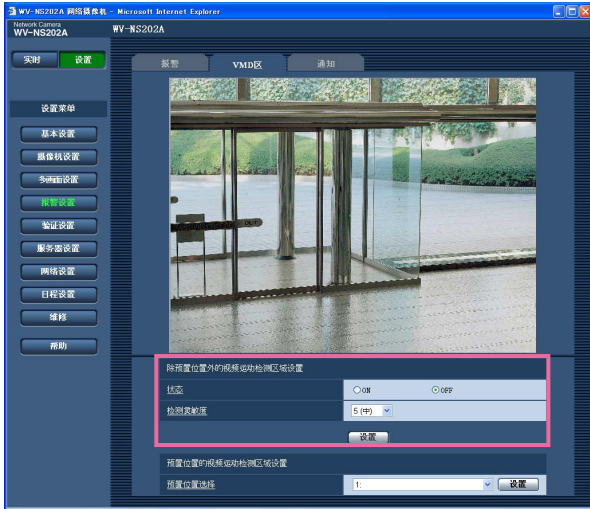 WV-NS202A 网络摄像机 - Microsoft Internet Explorer
Network Camera
WV-NS202A
WV-NS202A
实时
设置
报警
VMD区
通知
设置菜单
基本设置
摄像机设置
多画面设置
报警设置
验证设置
服务器设置
网络设置
日程设置
维修
帮助
OUT
除预置位置外的视频运动检测区域设置
状态
ON
OFF
检测灵敏度
5 (中)
设置
预置位置的视频运动检测区域设置
预置位置选择
1:
设置